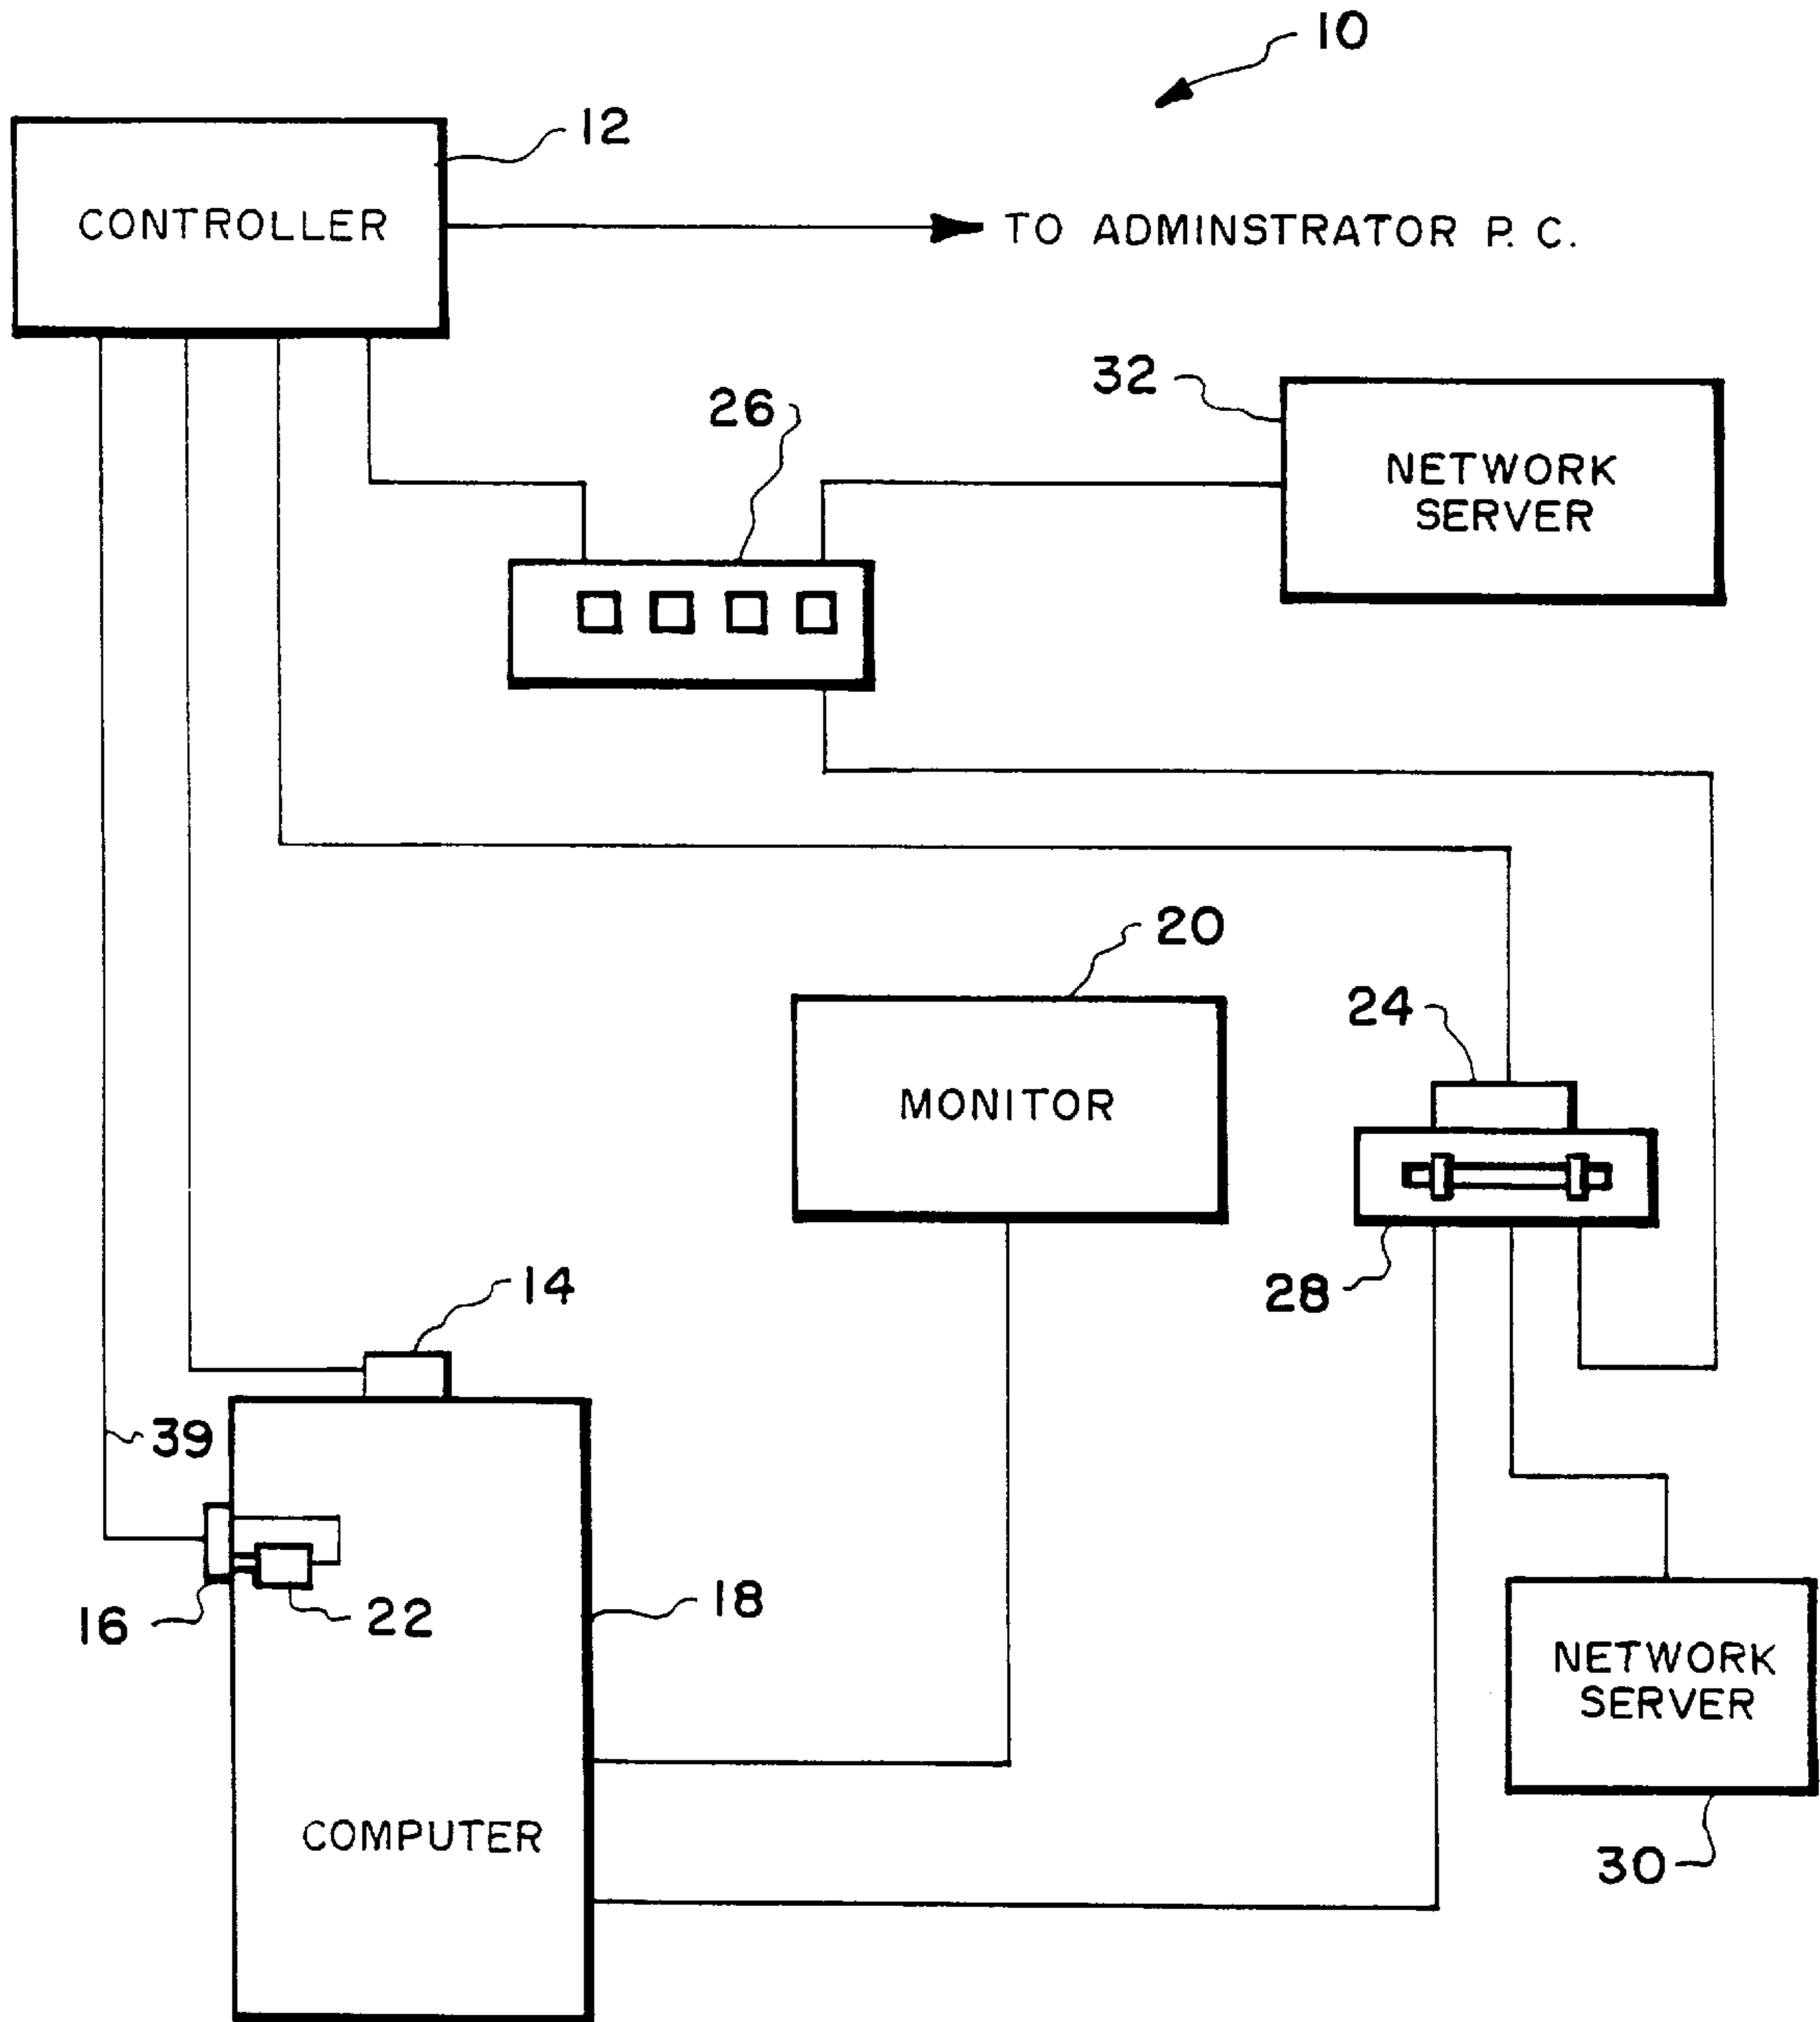 10
12
CONTROLLER
TO ADMINSTRATOR P. C.
32
26
NETWORK
SERVER
20
24
MONITOR
28
14
39
16
22
18
NETWORK
SERVER
COMPUTER
30